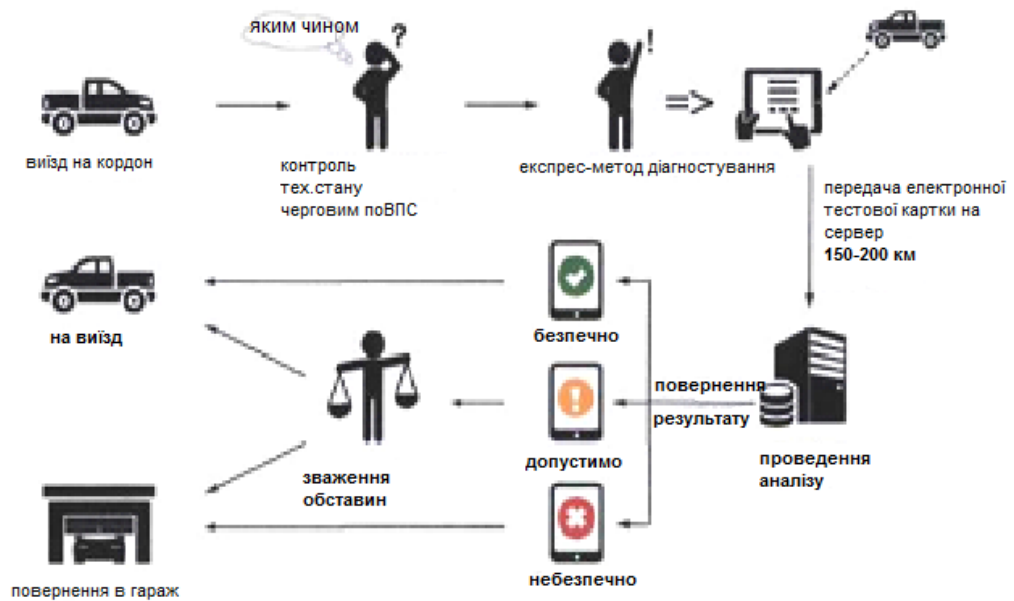 яким чином
?
!
виїзд на кордон
контроль
тех.стану
черговим поВПС
експрес-метод діагностування
передача електронної
тестової картки на
сервер
150-200 км
на виїзд
безпечно
повернення
результату
допустимо
зваження
обставин
проведення
аналізу
небезпечно
повернення в гараж